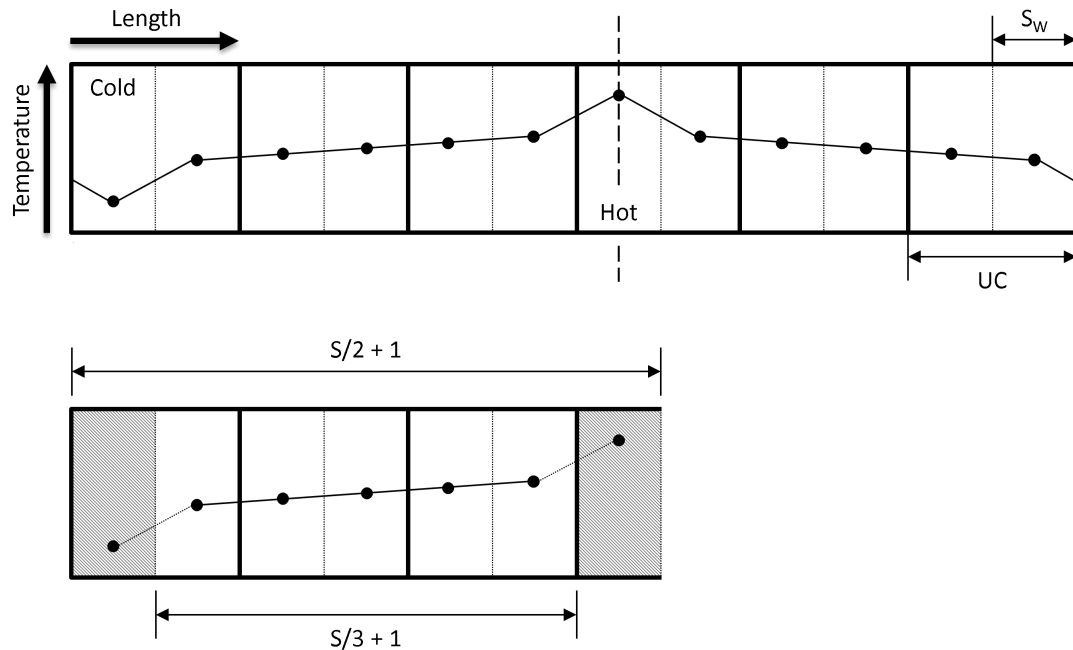 Length
S_W
Cold
Temperature
Hot
UC
S/2 + 1
S/3 + 1